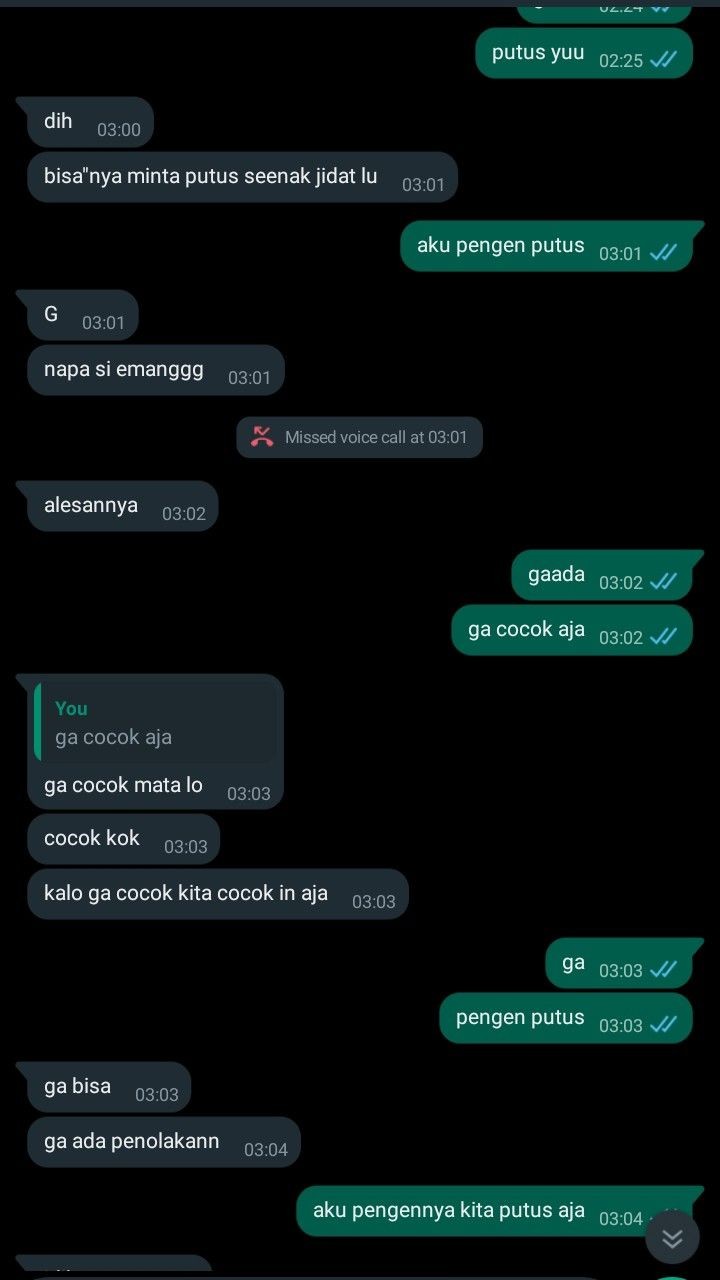 02:24
putus yuu 02:25
dih 03:00
bisa"nya minta putus seenak jidat lu 03:01
aku pengen putus 03:01
G 03:01
napa si emanggg 03:01
Missed voice call at 03:01
alesannya 03:02
gaada 03:02
ga cocok aja 03:02
You
ga cocok aja
ga cocok mata lo 03:03
cocok kok 03:03
kalo ga cocok kita cocok in aja 03:03
ga 03:03
pengen putus 03:03
ga bisa 03:03
ga ada penolakann 03:04
aku pengennya kita putus aja 03:04